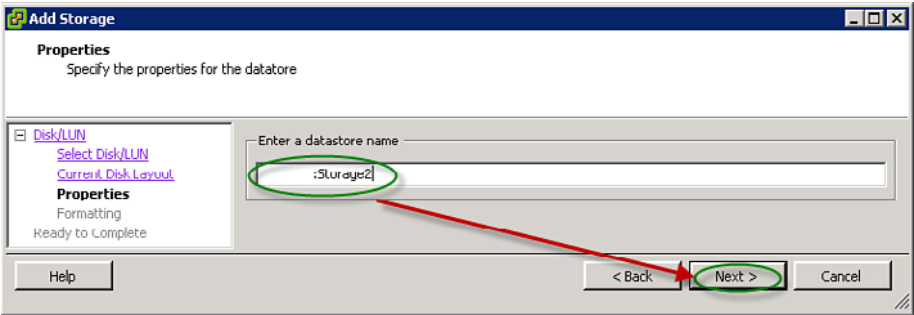 Add Storage
Properties
Specify the properties for the datatore
Disk/LUN
Select Disk/LUN
Current Disk Layout
Properties
Formatting
Ready to Complete
Enter a datastore name
:Storage2
Help
< Back
Next >
Cancel